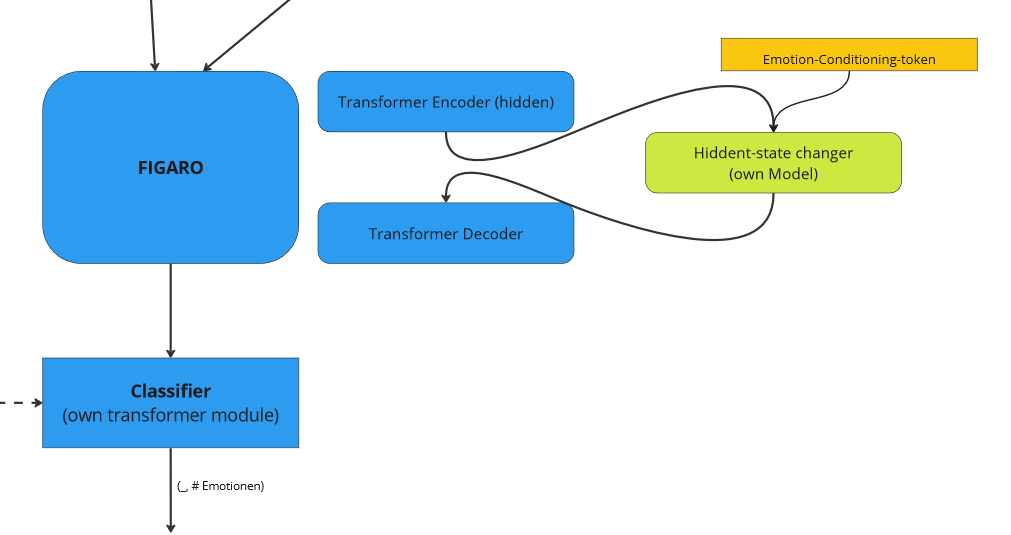 Emotion-Conditioning-token
Transformer Encoder (hidden)
Hiddent-state changer
(own Model)
FIGARO
Transformer Decoder
Classifier
(own transformer module)
(_, # Emotionen)